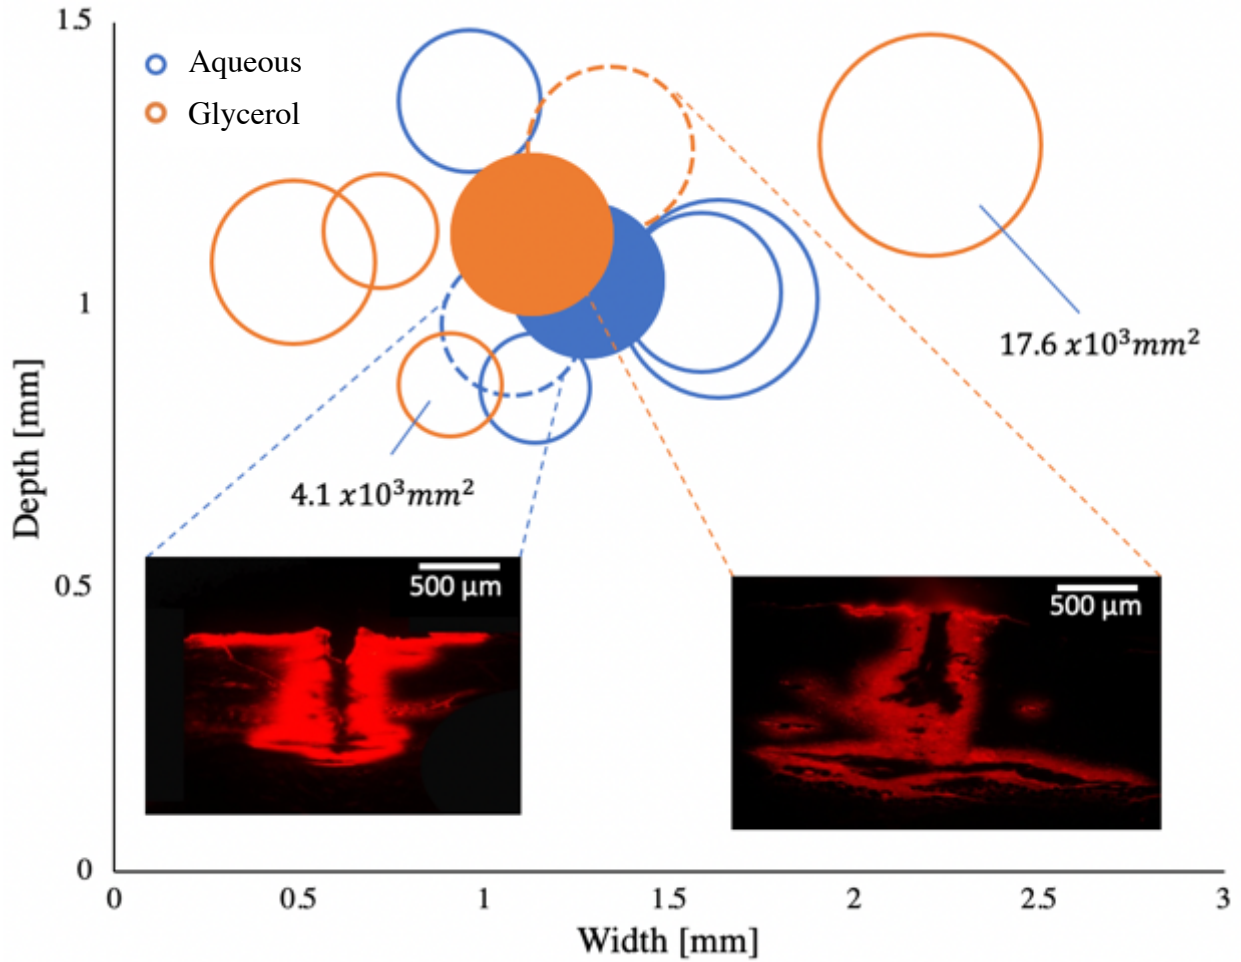 1.5
Aqueous
Glycerol
1
17.6 x10³mm²
Depth [mm]
4.1 x10³mm²
500 µm
500 µm
0.5
0
0 0.5 1 1.5 2 2.5 3
Width [mm]